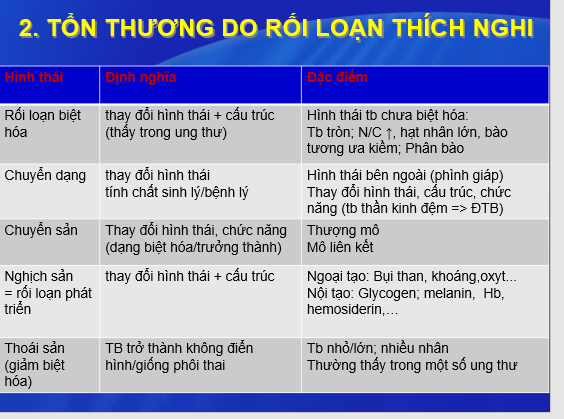 2. TỔN THƯƠNG DO RỐI LOẠN THÍCH NGHI
Hình thái
Định nghĩa
Đặc điểm
Rối loạn biệt
hóa
thay đổi hình thái + cấu trúc
(thấy trong ung thư)
Hình thái tb chưa biệt hóa:
Tb tròn; N/C ↑, hạt nhân lớn, bào
tương ưa kiềm; Phân bào
Chuyển dạng
thay đổi hình thái
tính chất sinh lý/bệnh lý
Hình thái bên ngoài (phình giáp)
Thay đổi hình thái, cấu trúc, chức
năng (tb thần kinh đệm => ĐTB)
Chuyển sản
Thay đổi hình thái, chức năng
(dạng biệt hóa/trưởng thành)
Thượng mô
Mô liên kết
Nghịch sản
= rối loạn phát
triển
thay đổi hình thái + cấu trúc
Ngoại tạo: Bụi than, khoáng,oxyt...
Nội tạo: Glycogen; melanin, Hb,
hemosiderin,…
Thoái sản
(giảm biệt
hóa)
TB trở thành không điển
hình/giống phôi thai
Tb nhỏ/lớn; nhiều nhân
Thường thấy trong một số ung thư